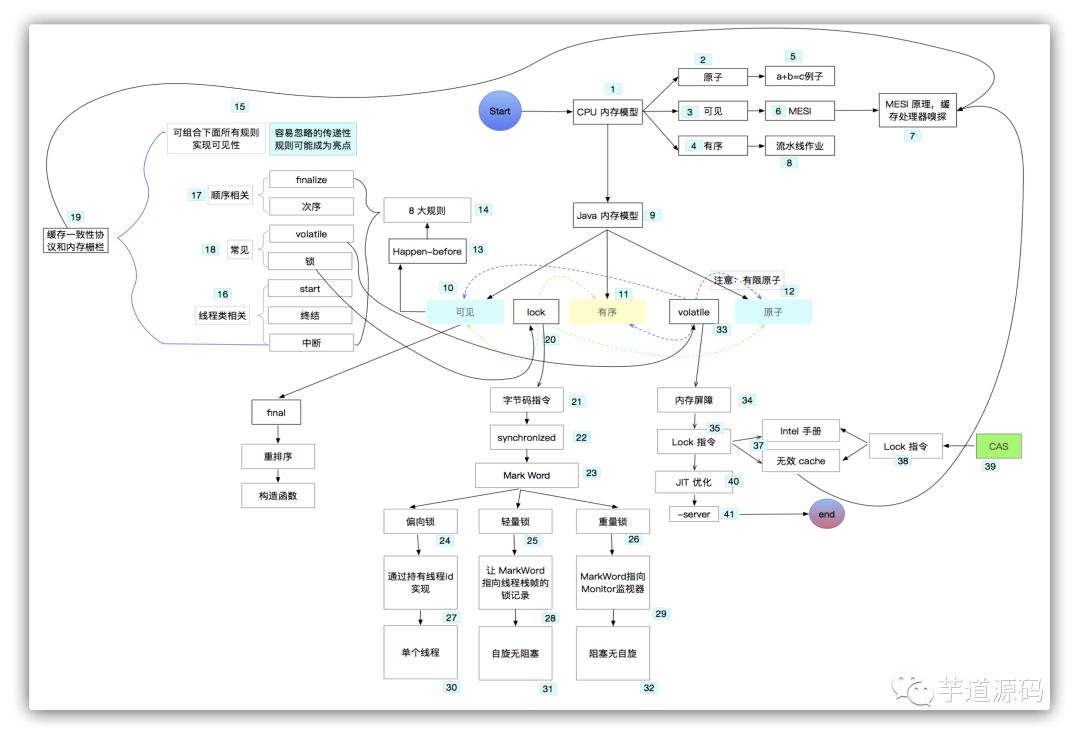 2
5
原子
a+b=c例子
1
Start
CPU 内存模型
3 可见
6 MESI
MESI 原理，缓
存处理器嗅探
7
4 有序
流水线作业
8
15
可组合下面所有规则
实现可见性
容易忽略的传递性
规则可能成为亮点
17
顺序相关
finalize
次序
8 大规则
14
Java 内存模型
9
19
缓存一致性协
议和内存栅栏
18
常见
volatile
锁
Happen-before
13
16
线程类相关
start
终结
中断
10
可见
lock
20
11
有序
volatile
33
注意：有限原子
12
原子
final
重排序
构造函数
字节码指令
21
synchronized
22
Mark Word
23
偏向锁
24
轻量锁
25
重量锁
26
通过持有线程id
实现
27
让 MarkWord
指向线程栈帧的
锁记录
28
MarkWord指向
Monitor监视器
29
单个线程
30
自旋无阻塞
31
阻塞无自旋
32
内存屏障
34
35
Lock 指令
37
Intel 手册
无效 cache
Lock 指令
38
CAS
39
JIT 优化
40
-server
41
end
芋道源码